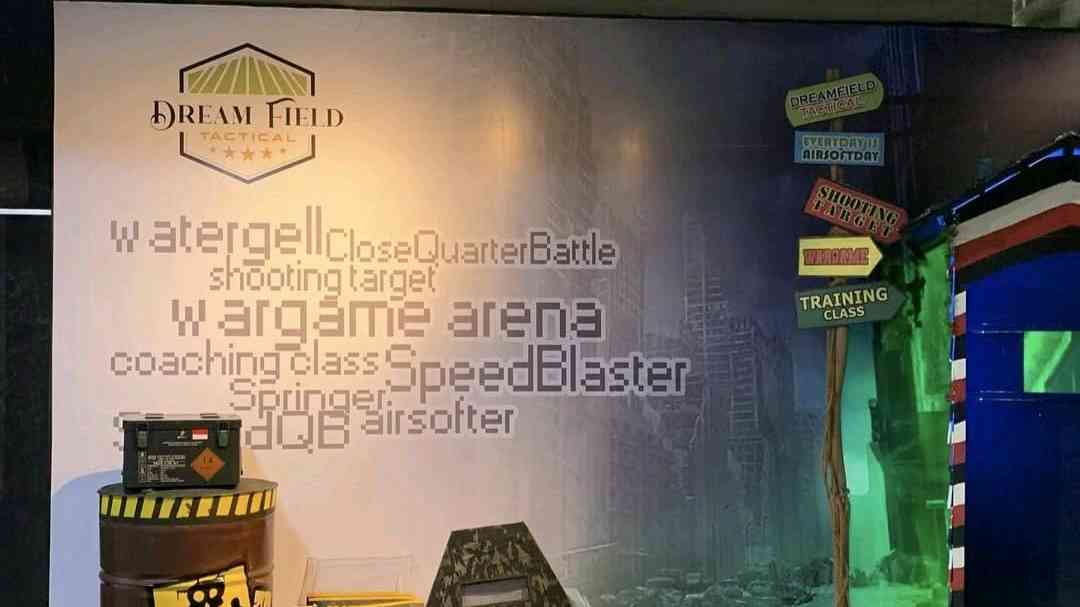 DREAM FIELD
TACTICAL
watergell CloseQuarterBattle
shooting target
wargame arena
coaching class SpeedBlaster
Springer
airsofter
DREAMFIELD
TACTICAL
EVERYDAY IS
AIRSOFTDAY
SHOOTING
TARGET
WARGAME
TRAINING
CLASS